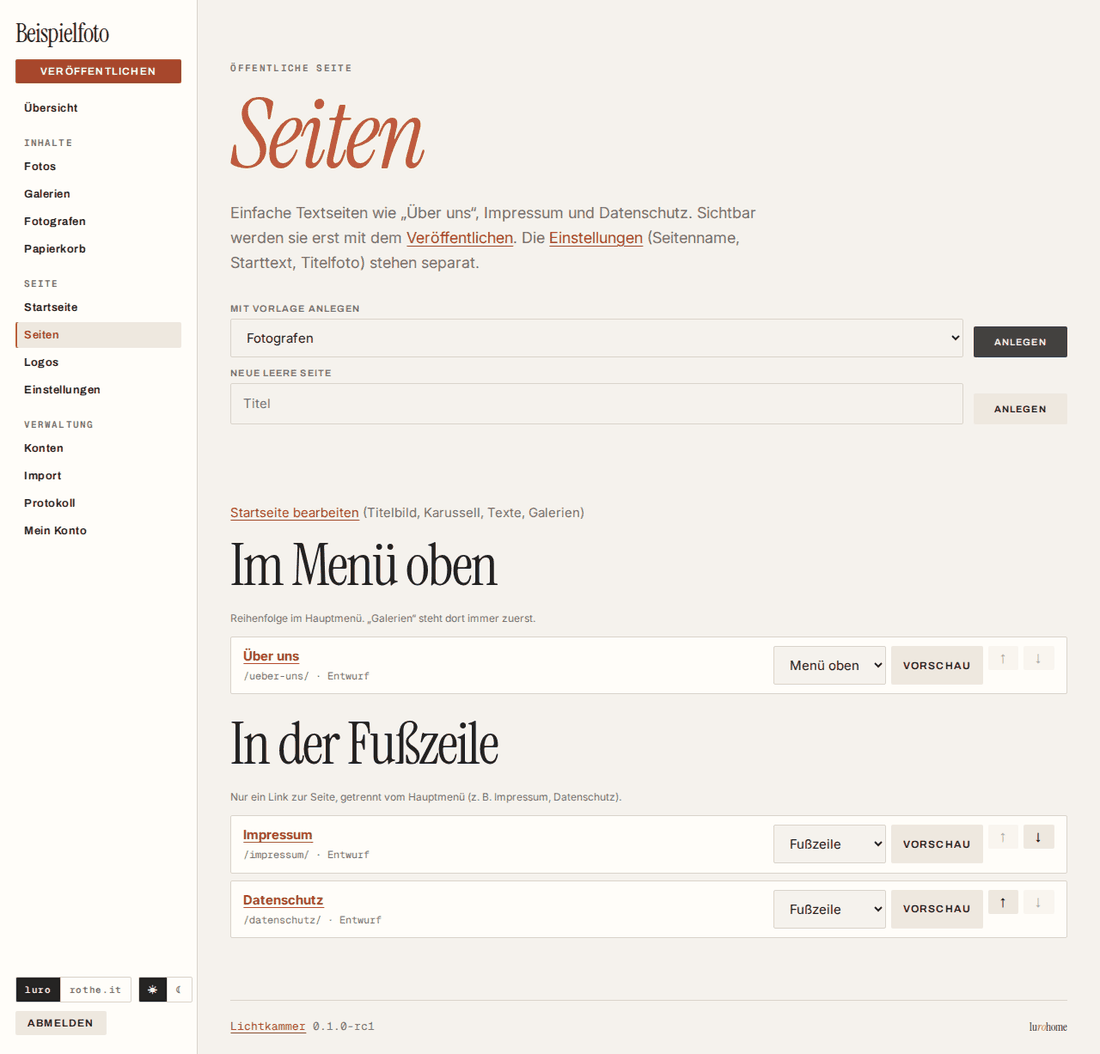 Beispielfoto
VERÖFFENTLICHEN
Übersicht
INHALTE
Fotos
Galerien
Fotografen
Papierkorb
SEITE
Startseite
Seiten
Logos
Einstellungen
VERWALTUNG
Konten
Import
Protokoll
Mein Konto
luro rothe.it
ABMELDEN
ÖFFENTLICHE SEITE
Seiten
Einfache Textseiten wie „Über uns“, Impressum und Datenschutz. Sichtbar
werden sie erst mit dem Veröffentlichen. Die Einstellungen (Seitenname,
Starttext, Titelfoto) stehen separat.
MIT VORLAGE ANLEGEN
Fotografen ANLEGEN
NEUE LEERE SEITE
Titel ANLEGEN
Startseite bearbeiten (Titelbild, Karussell, Texte, Galerien)
Im Menü oben
Reihenfolge im Hauptmenü. „Galerien“ steht dort immer zuerst.
Über uns
/ueber-uns/ · Entwurf
Menü oben VORSCHAU ↑ ↓
In der Fußzeile
Nur ein Link zur Seite, getrennt vom Hauptmenü (z. B. Impressum, Datenschutz).
Impressum
/impressum/ · Entwurf
Fußzeile VORSCHAU ↑ ↓
Datenschutz
/datenschutz/ · Entwurf
Fußzeile VORSCHAU ↑ ↓
Lichtkammer 0.1.0-rc1
lurohome